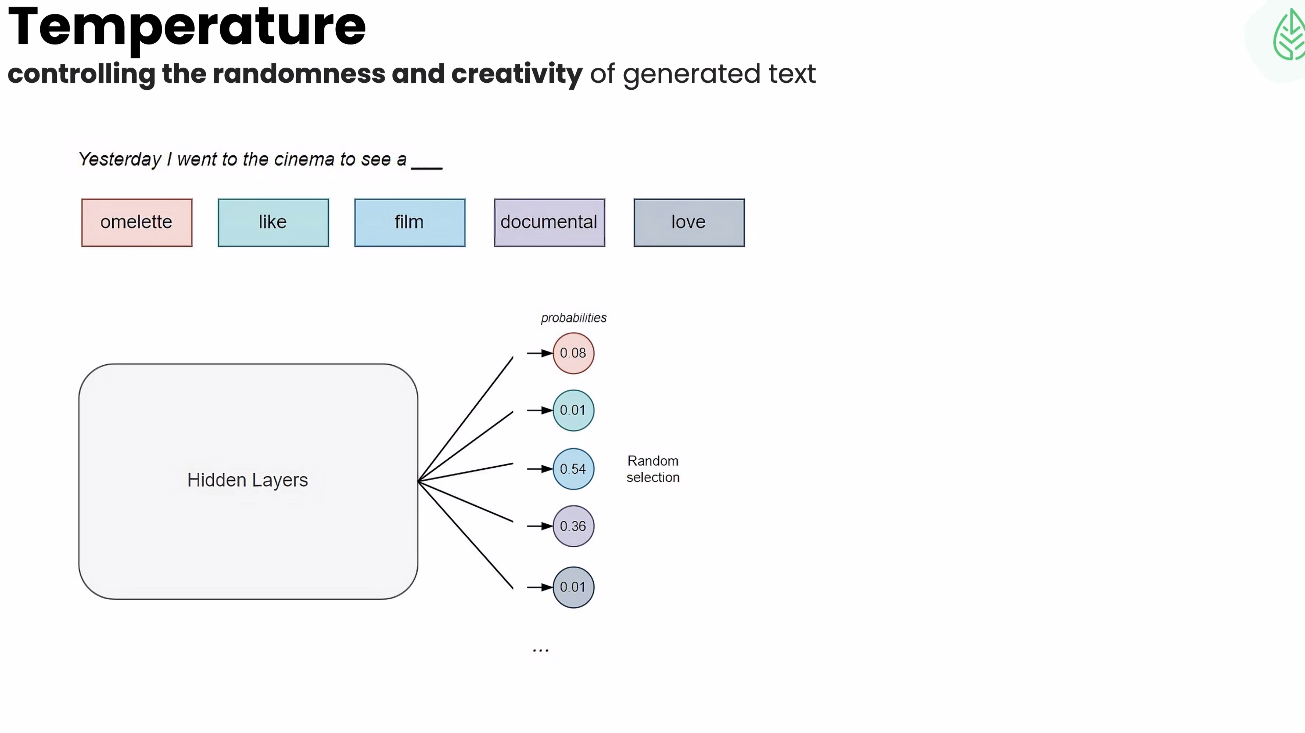 Temperature
controlling the randomness and creativity of generated text
Yesterday I went to the cinema to see a ___
omelette like film documental love
probabilities
0.08
0.01
Hidden Layers
0.54
Random
selection
0.36
0.01
...